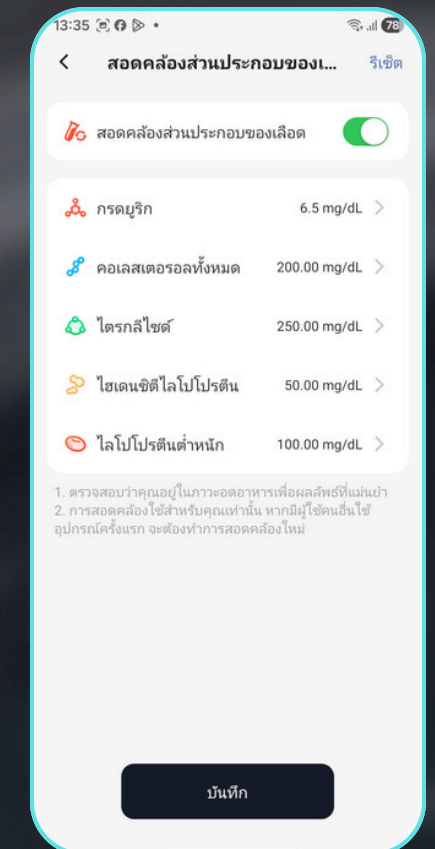 13:35
78
สอดคล้องส่วนประกอบของเ...
รีเซ็ต
สอดคล้องส่วนประกอบของเลือด
กรดยูริก 6.5 mg/dL
คอเลสเตอรอลทั้งหมด 200.00 mg/dL
ไตรกลีไซด์ 250.00 mg/dL
ไฮเดนซิตีไลโปโปรตีน 50.00 mg/dL
ไลโปโปรตีนต่ำหนัก 100.00 mg/dL
1. ตรวจสอบว่าคุณอยู่ในภาวะอดอาหารเพื่อผลลัพธ์ที่แม่นยำ
2. การสอดคล้องใช้สำหรับคุณเท่านั้น หากมีผู้ใช้คนอื่นใช้
อุปกรณ์ครั้งแรก จะต้องทำการสอดคล้องใหม่
บันทึก